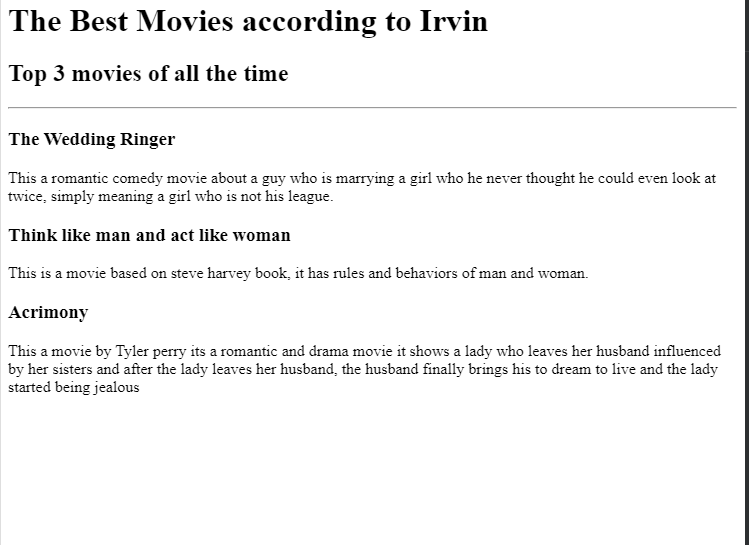 The Best Movies according to Irvin
Top 3 movies of all the time
The Wedding Ringer
This a romantic comedy movie about a guy who is marrying a girl who he never thought he could even look at
twice, simply meaning a girl who is not his league.
Think like man and act like woman
This is a movie based on steve harvey book, it has rules and behaviors of man and woman.
Acrimony
This a movie by Tyler perry its a romantic and drama movie it shows a lady who leaves her husband influenced
by her sisters and after the lady leaves her husband, the husband finally brings his to dream to live and the lady
started being jealous